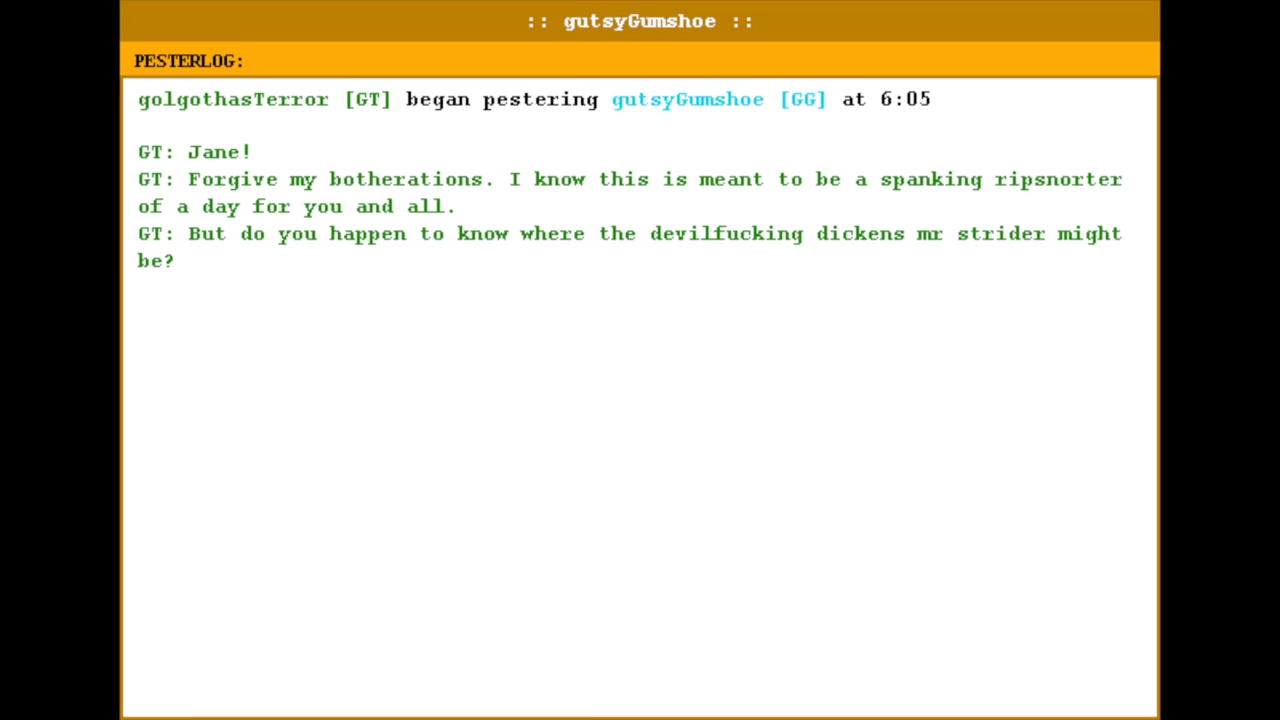 :: gutsyGumshoe ::
PESTERLOG:
golgothasTerror [GT] began pestering gutsyGumshoe [GG] at 6:05
GT: Jane!
GT: Forgive my botherations. I know this is meant to be a spanking ripsnorter
of a day for you and all.
GT: But do you happen to know where the devilfucking dickens mr strider might
be?